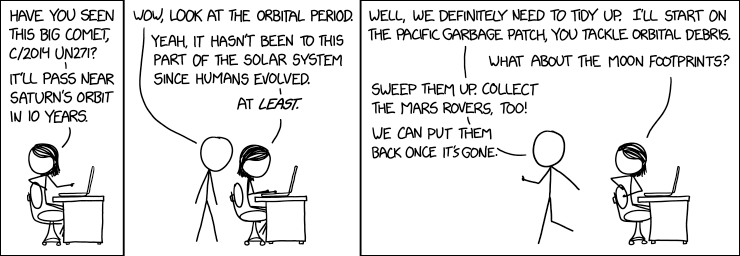 HAVE YOU SEEN
THIS BIG COMET,
C/2014 UN271?
IT'LL PASS NEAR
SATURN'S ORBIT
IN 10 YEARS.
WOW, LOOK AT THE ORBITAL PERIOD.
YEAH, IT HASN'T BEEN TO THIS
PART OF THE SOLAR SYSTEM
SINCE HUMANS EVOLVED.
AT LEAST.
WELL, WE DEFINITELY NEED TO TIDY UP. I'LL START ON
THE PACIFIC GARBAGE PATCH, YOU TACKLE ORBITAL DEBRIS.
WHAT ABOUT THE MOON FOOTPRINTS?
SWEEP THEM UP. COLLECT
THE MARS ROVERS, TOO!
WE CAN PUT THEM
BACK ONCE IT'S GONE.